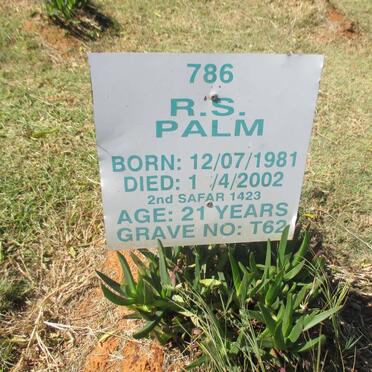 786
R.S.
PALM
BORN: 12/07/1981
DIED: 1 /4/2002
2nd SAFAR 1423
AGE: 21 YEARS
GRAVE NO: T62